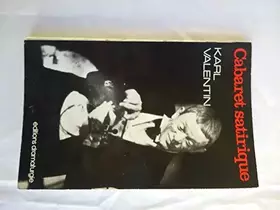 Cabaret satirique
KARL
VALENTIN
éditions dramaturgie